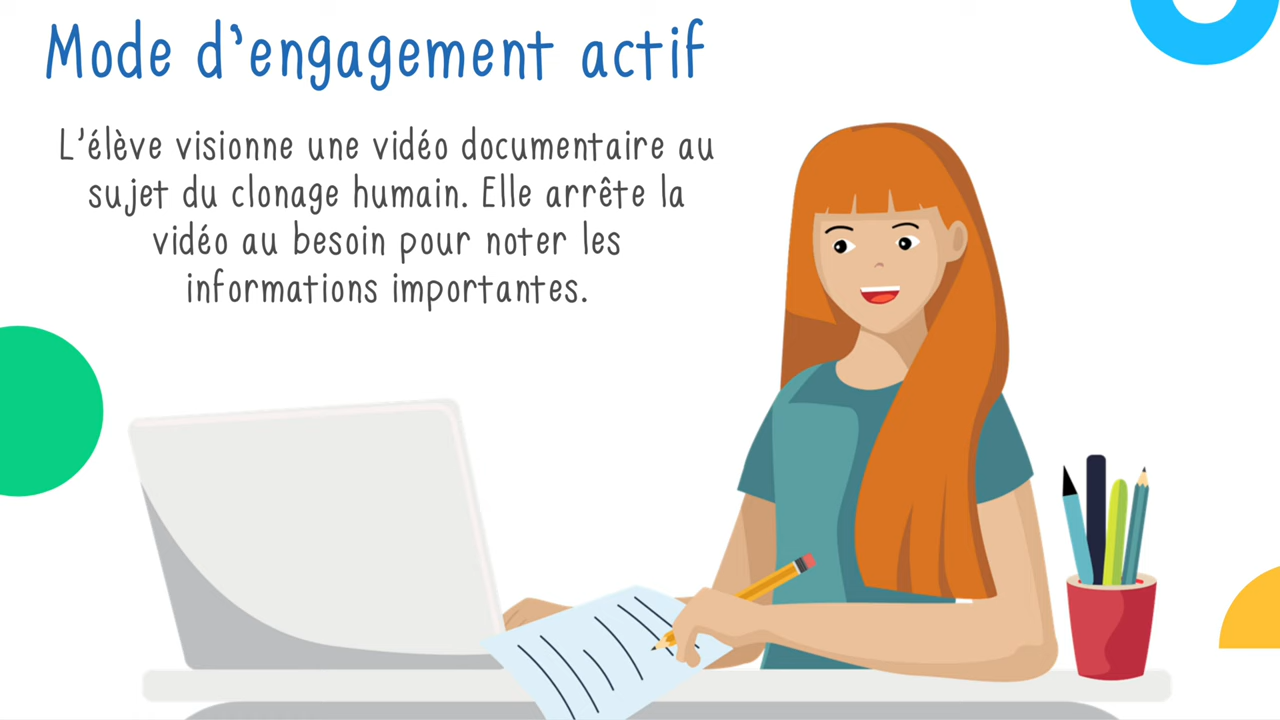 Mode d’engagement actif
L’élève visionne une vidéo documentaire au
sujet du clonage humain. Elle arrête la
vidéo au besoin pour noter les
informations importantes.